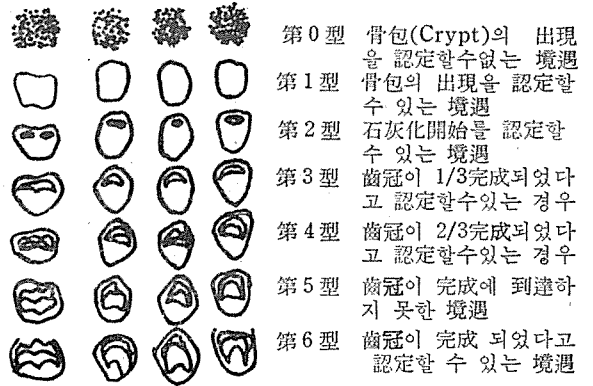 第0型 骨包(Crypt)의 出現
을 認定할수없는 境遇
第1型 骨包의 出現을 認定할
수 있는 境遇
第2型 石灰化開始를 認定할
수 있는 境遇
第3型 齒冠이 1/3完成되었다
고 認定할수있는 경우
第4型 齒冠이 2/3完成되었다
고 認定할수있는 경우
第5型 齒冠이 完成에 到達하
지 못한 境遇
第6型 齒冠이 完成 되었다고
認定할 수 있는 境遇